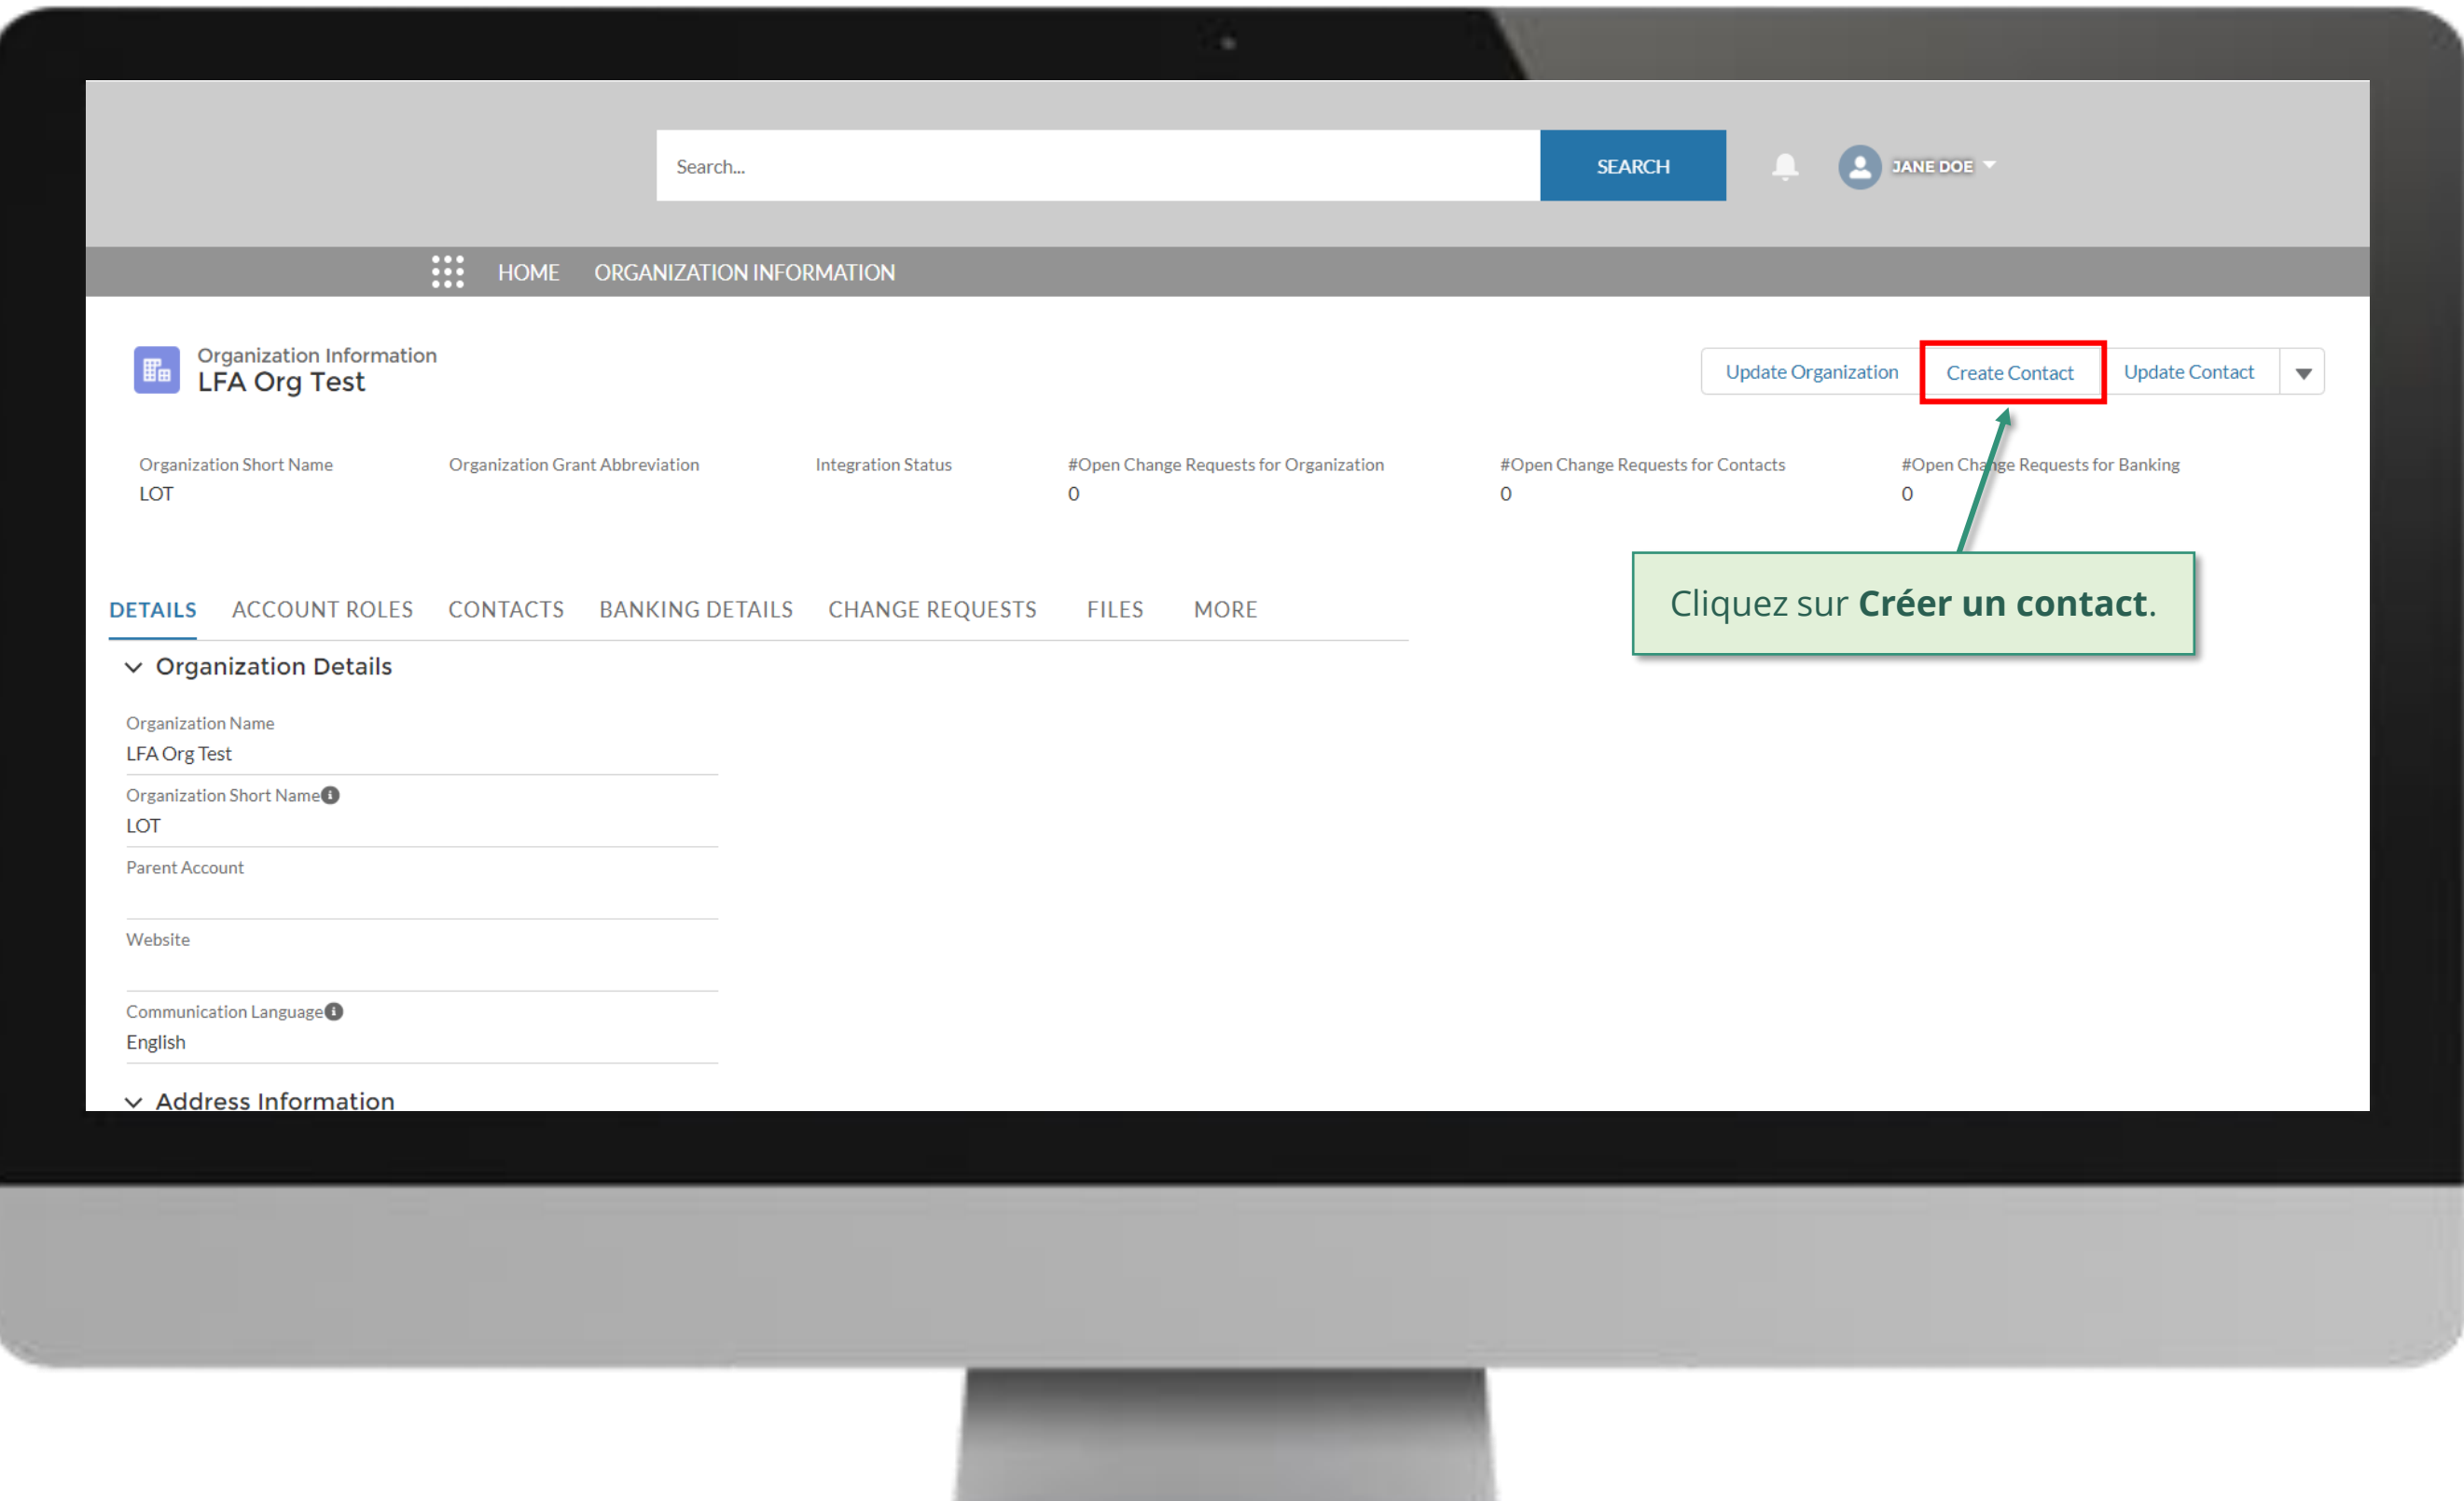 Search...
SEARCH
JANE DOE
HOME ORGANIZATION INFORMATION
Organization Information
LFA Org Test
Update Organization Create Contact Update Contact
Organization Short Name Organization Grant Abbreviation Integration Status #Open Change Requests for Organization #Open Change Requests for Contacts #Open Change Requests for Banking
LOT 0 0 0
Cliquez sur Créer un contact.
DETAILS ACCOUNT ROLES CONTACTS BANKING DETAILS CHANGE REQUESTS FILES MORE
Organization Details
Organization Name
LFA Org Test
Organization Short Name
LOT
Parent Account
Website
Communication Language
English
Address Information